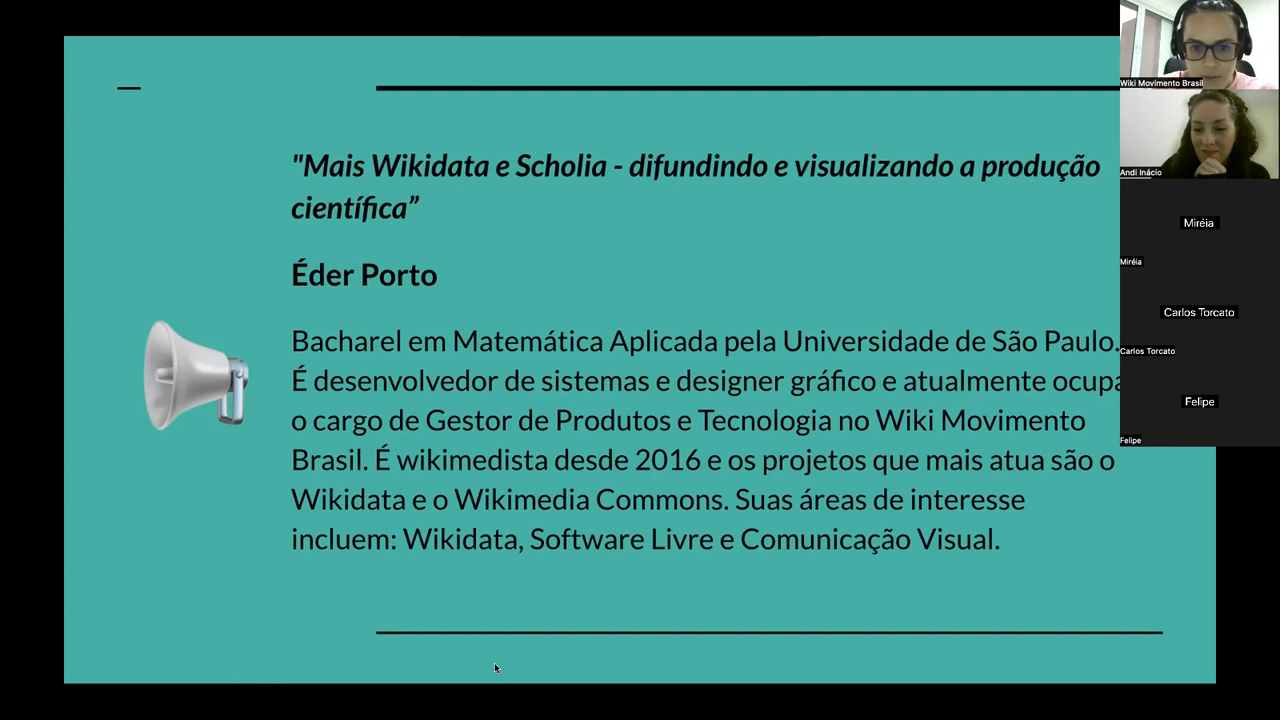 "Mais Wikidata e Scholia - difundindo e visualizando a produção
científica”
Éder Porto
Bacharel em Matemática Aplicada pela Universidade de São Paulo.
É desenvolvedor de sistemas e designer gráfico e atualmente ocupa
o cargo de Gestor de Produtos e Tecnologia no Wiki Movimento
Brasil. É wikimedista desde 2016 e os projetos que mais atua são o
Wikidata e o Wikimedia Commons. Suas áreas de interesse
incluem: Wikidata, Software Livre e Comunicação Visual.
Wiki Movimento Brasil
Andi Inácio
Miréia
Miréia
Carlos Torcato
Carlos Torcato
Felipe
Felipe